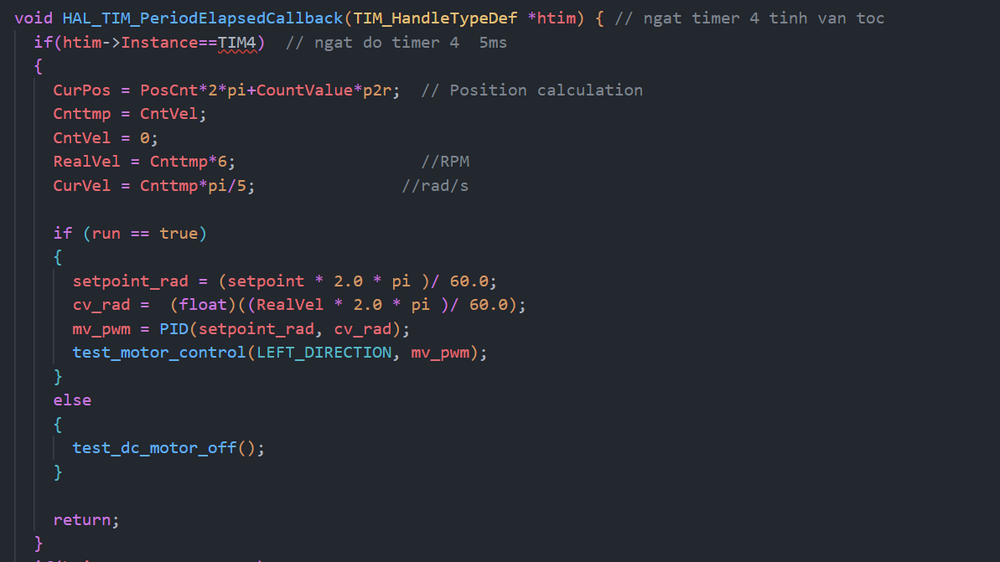 void HAL_TIM_PeriodElapsedCallback(TIM_HandleTypeDef *htim) { // ngat timer 4 tinh van toc
if(htim->Instance==TIM4)  // ngat do timer 4  5ms
{
CurPos = PosCnt*2*pi+CountValue*p2r;  // Position calculation
Cnttmp = CntVel;
CntVel = 0;
RealVel = Cnttmp*6;                   //RPM
CurVel = Cnttmp*pi/5;               //rad/s
if (run == true)
{
setpoint_rad = (setpoint * 2.0 * pi )/ 60.0;
cv_rad =  (float)((RealVel * 2.0 * pi )/ 60.0);
mv_pwm = PID(setpoint_rad, cv_rad);
test_motor_control(LEFT_DIRECTION, mv_pwm);
}
else
{
test_dc_motor_off();
}
return;
}